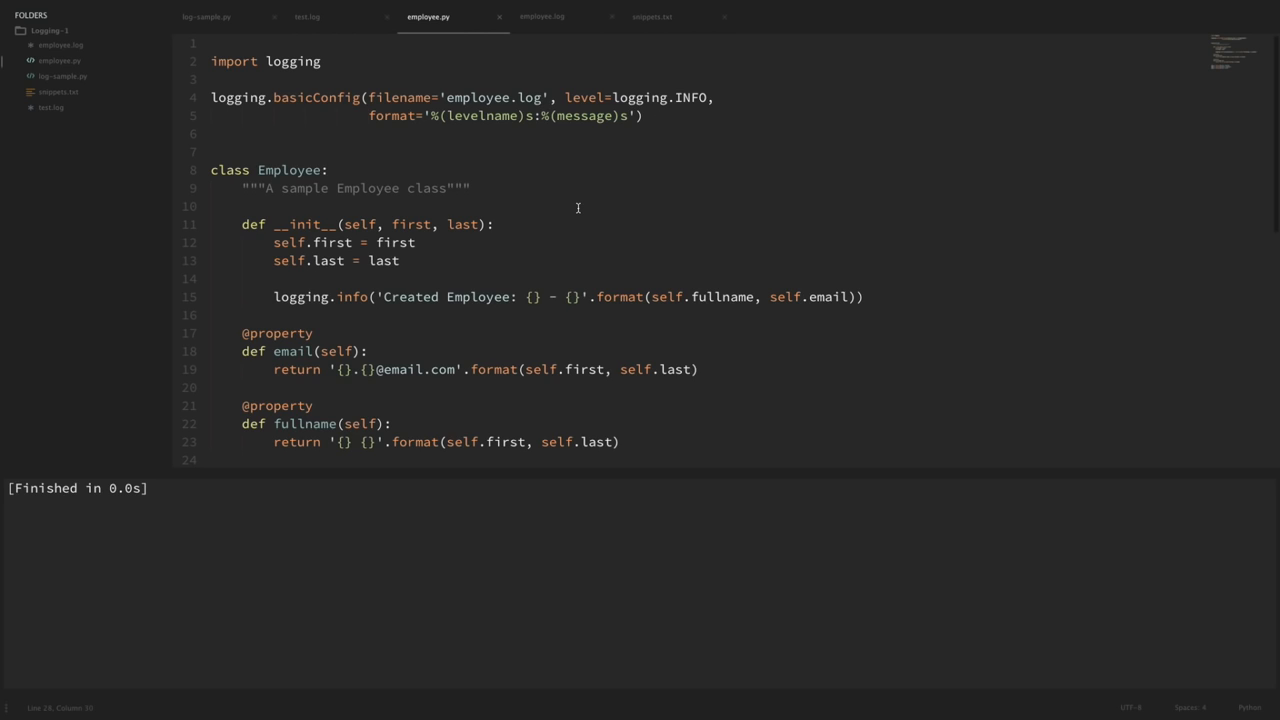 FOLDERS
Logging-1
employee.log
employee.py
log-sample.py
snippets.txt
test.log
log-sample.py
test.log
employee.py
employee.log
snippets.txt
1
2 import logging
3
4 logging.basicConfig(filename='employee.log', level=logging.INFO,
5 format='%(levelname)s:%(message)s')
6
7
8 class Employee:
9 """A sample Employee class"""
10
11 def __init__(self, first, last):
12 self.first = first
13 self.last = last
14
15 logging.info('Created Employee: {} - {}'.format(self.fullname, self.email))
16
17 @property
18 def email(self):
19 return '{}.{}@email.com'.format(self.first, self.last)
20
21 @property
22 def fullname(self):
23 return '{} {}'.format(self.first, self.last)
24
[Finished in 0.0s]
Line 28, Column 30
UTF-8
Spaces: 4
Python